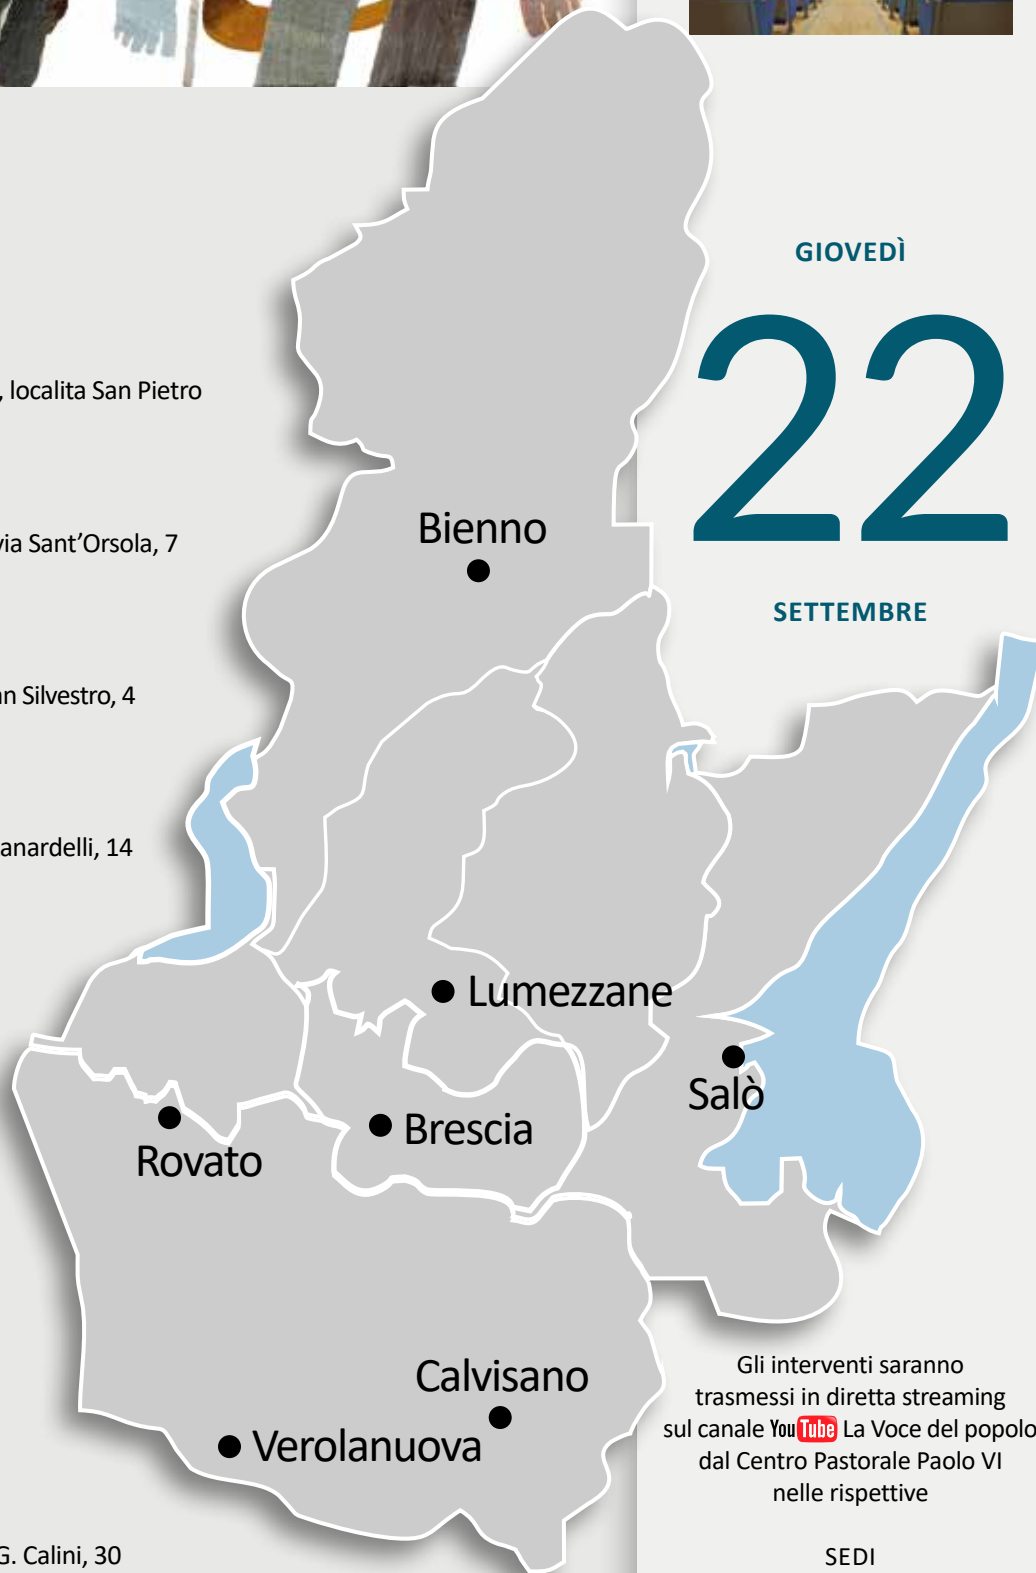 , localita San Pietro
via Sant’Orsola, 7
Silvestro, 4
anardelli, 14
G. Calini, 30
Bienno
Lumezzane
Salò
Brescia
Rovato
Calvisano
Verolanuova
GIOVEDÌ
22
SETTEMBRE
Gli interventi saranno
trasmessi in diretta streaming
sul canale YouTube La Voce del popolo
dal Centro Pastorale Paolo VI
nelle rispettive
SEDI